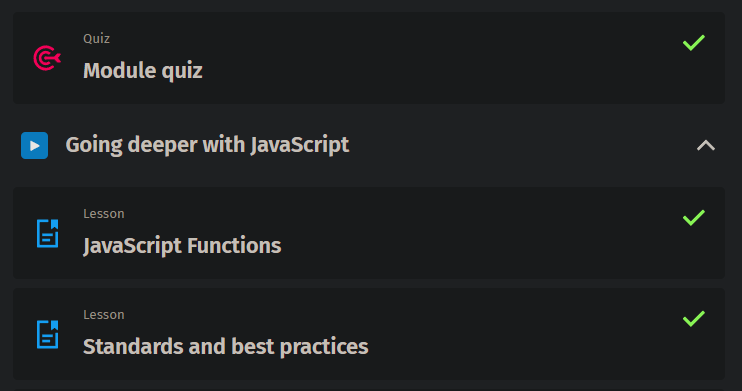 Quiz
Module quiz
Going deeper with JavaScript
Lesson
JavaScript Functions
Lesson
Standards and best practices